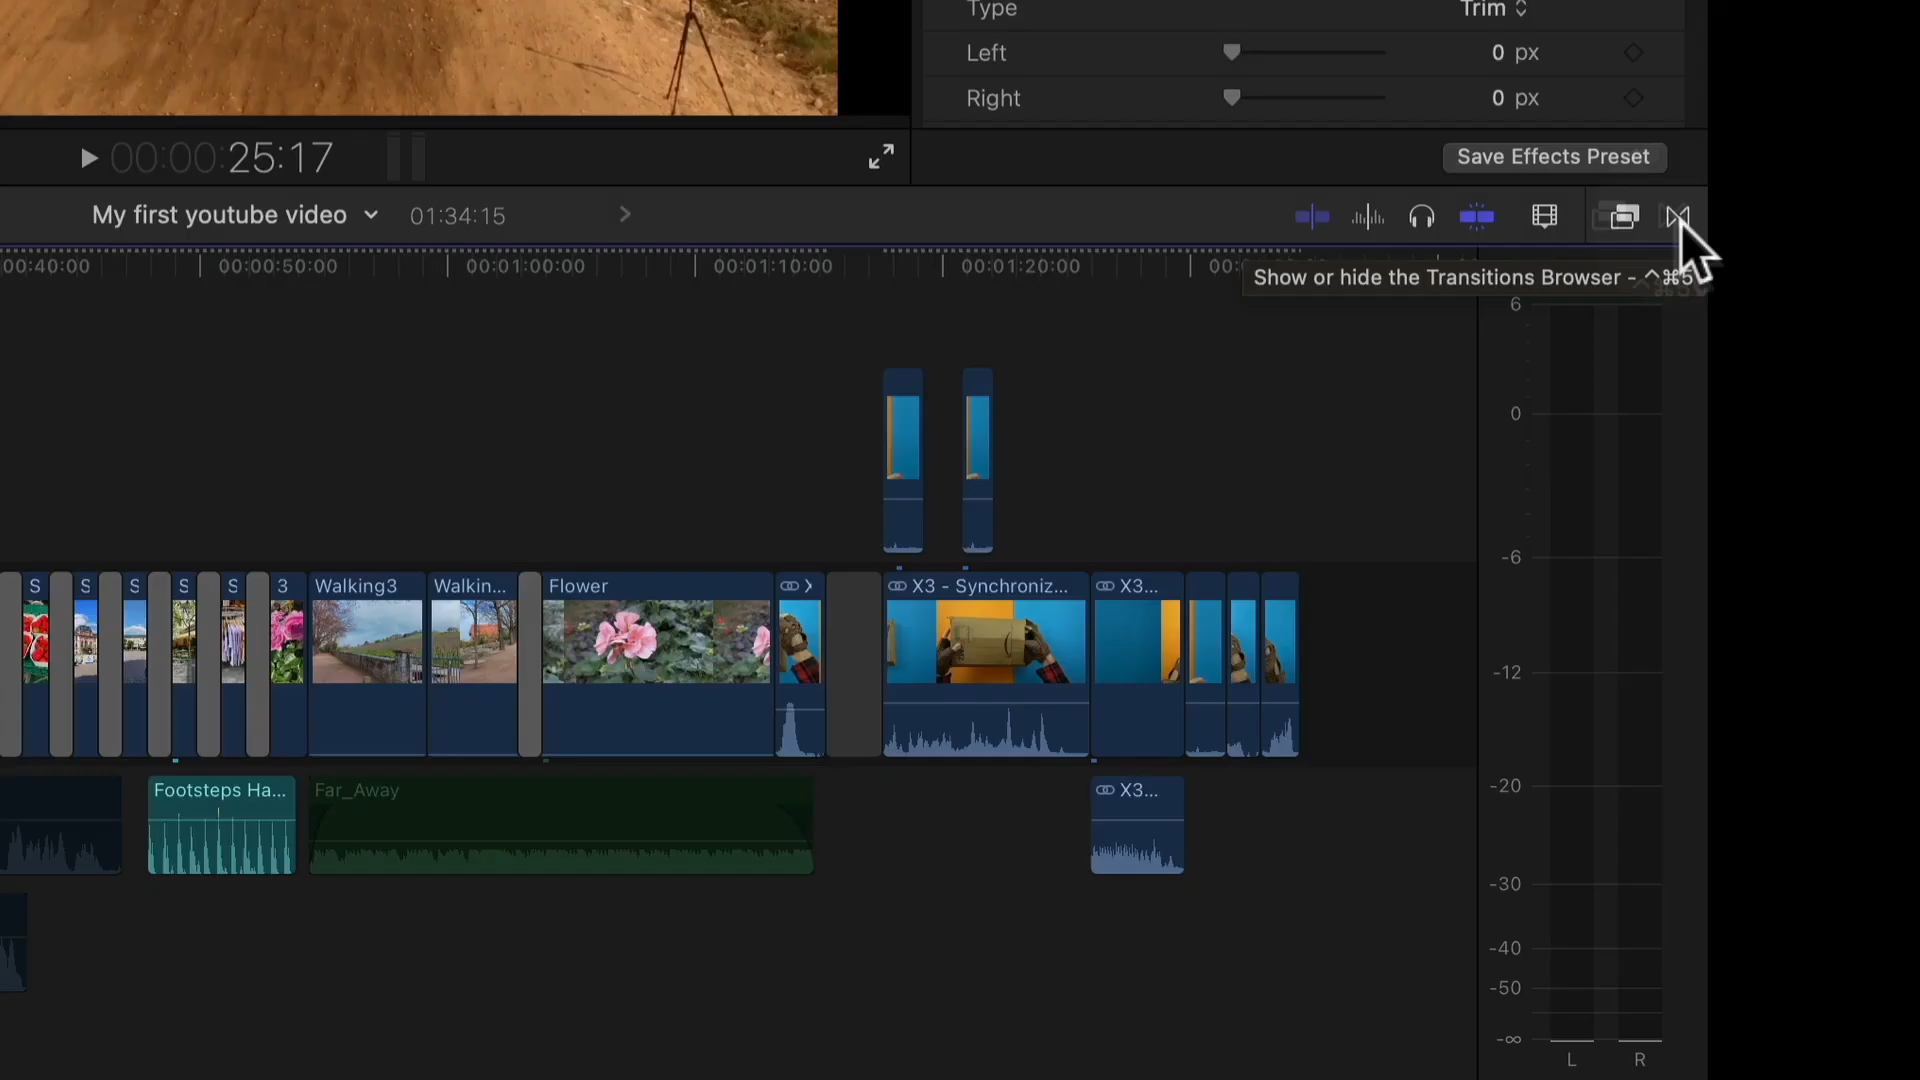 Type Trim
Left 0 px
Right 0 px
00:00:25:17
Save Effects Preset
My first youtube video 01:34:15
00:40:00 00:00:50:00 00:01:00:00 00:01:10:00 00:01:20:00 00:
Show or hide the Transitions Browser - ^⌘5
6
0
-6
S S S S S 3 Walking3 Walkin... Flower X3 - Synchroniz... X3...
-12
Footsteps Ha... Far_Away X3...
-20
-30
-40
-50
-∞
L R